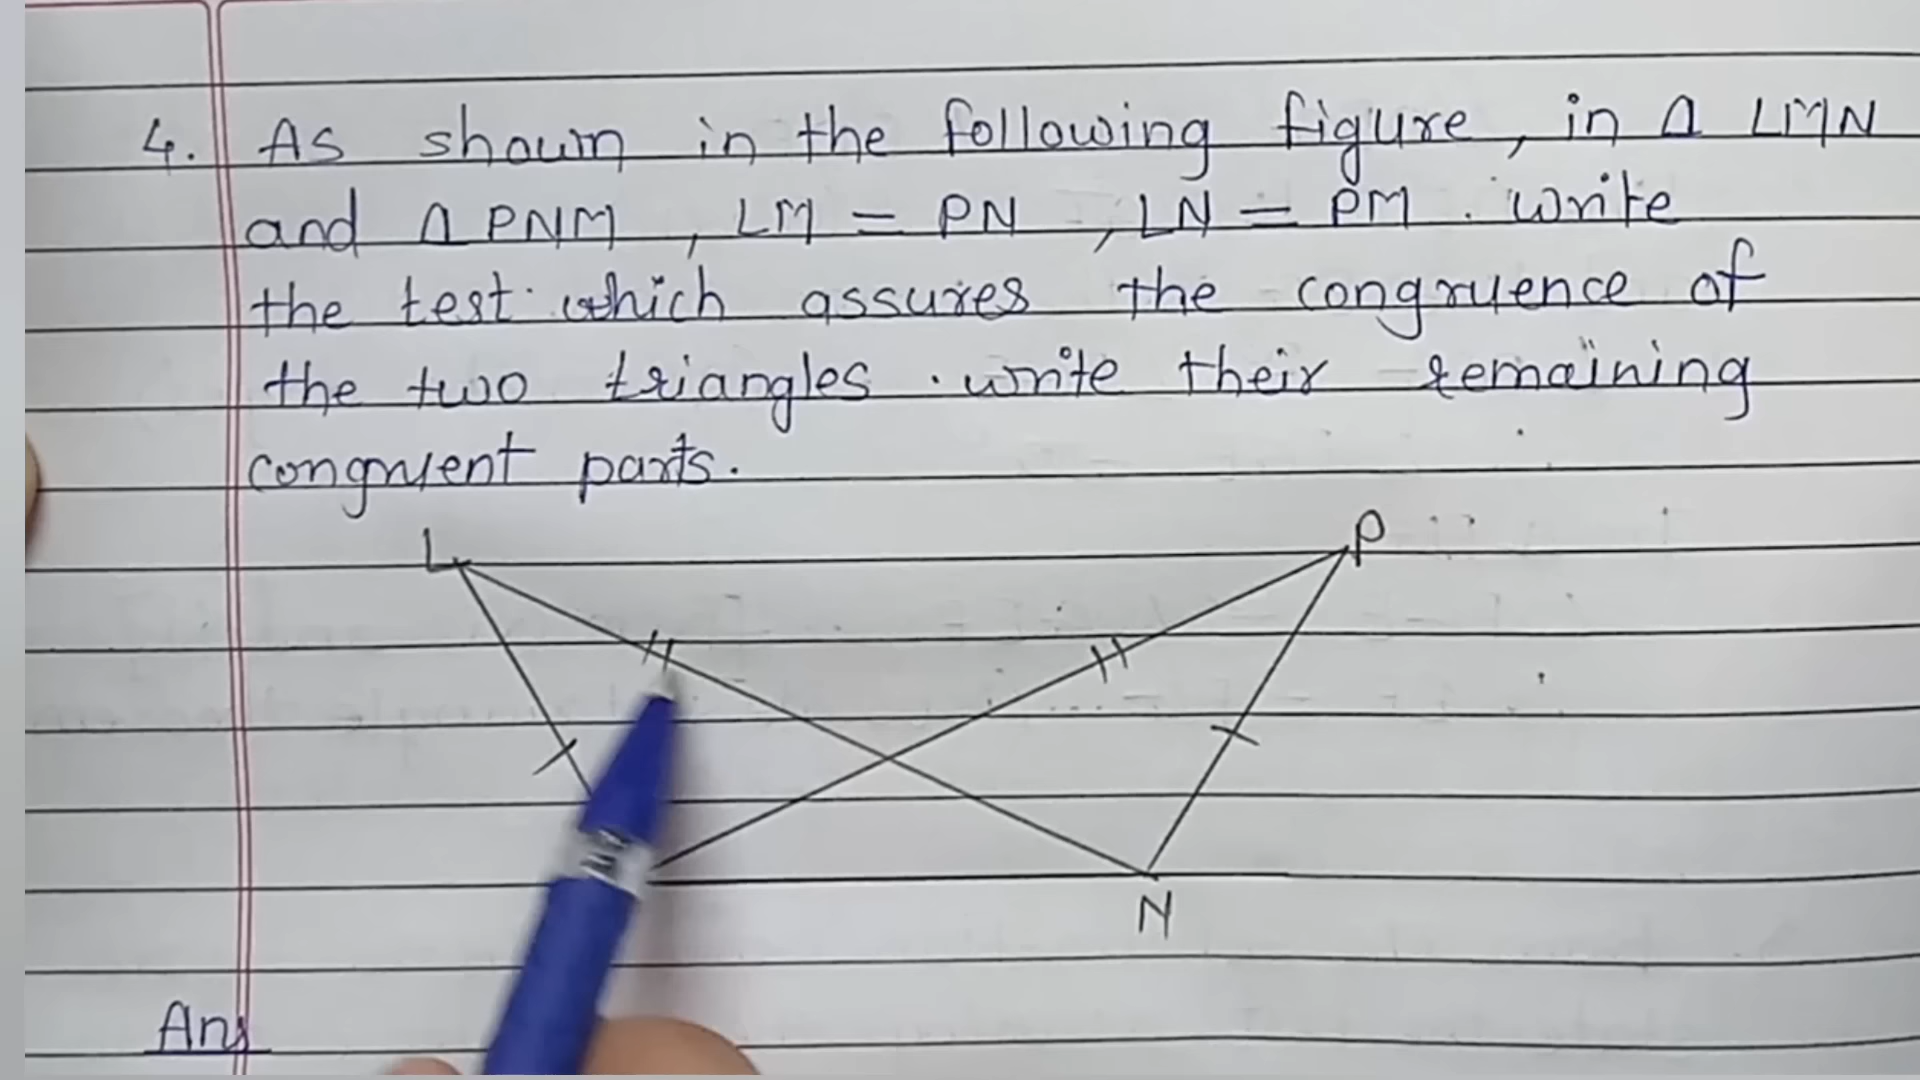 4. As shown in the following figure, in Δ LMN
and Δ PNM, LM = PN, LN = PM. write
the test which assures the congruence of
the two triangles. write their remaining
congruent parts.
L P
N
Ans